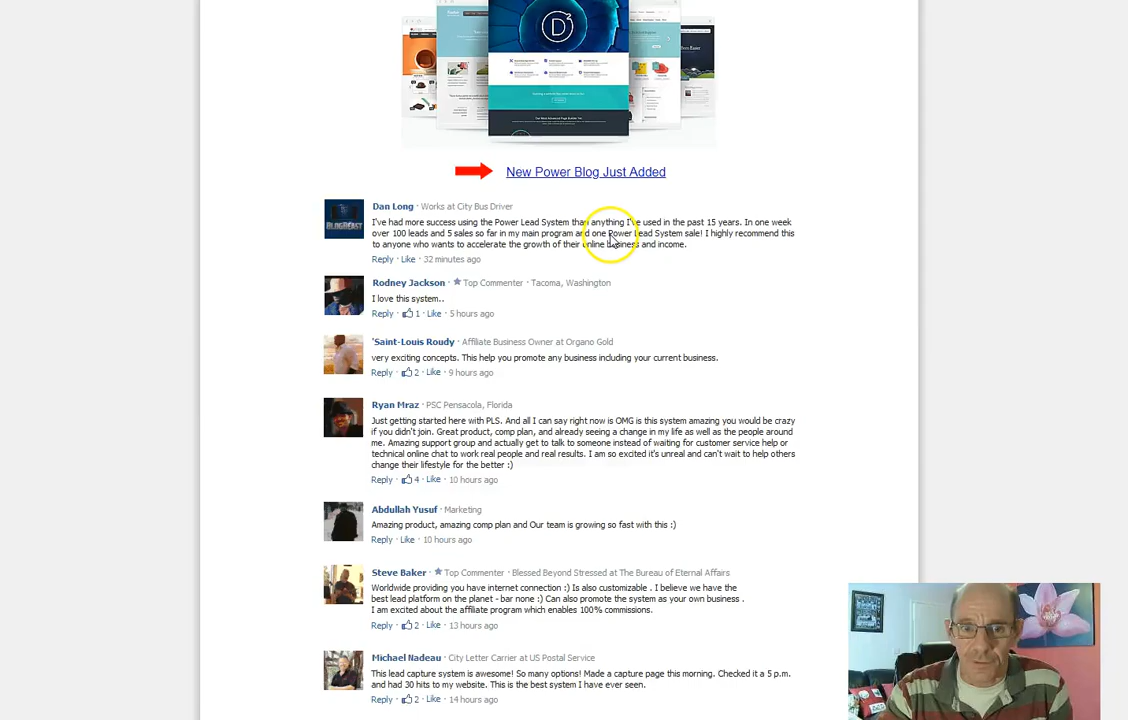 New Power Blog Just Added
Dan Long · Works at City Bus Driver
I've had more success using the Power Lead System than anything I've used in the past 15 years. In one week
over 100 leads and 5 sales so far in my main program and one Power Lead System sale! I highly recommend this
to anyone who wants to accelerate the growth of their online business and income.
Reply · Like · 32 minutes ago
Rodney Jackson · Top Commenter · Tacoma, Washington
I love this system..
Reply · 1 · Like · 5 hours ago
'Saint-Louis Roudy · Affiliate Business Owner at Organo Gold
very exciting concepts. This help you promote any business including your current business.
Reply · 2 · Like · 9 hours ago
Ryan Mraz · PSC Pensacola, Florida
Just getting started here with PLS. And all I can say right now is OMG is this system amazing you would be crazy
if you didn't join. Great product, comp plan, and already seeing a change in my life as well as the people around
me. Amazing support group and actually get to talk to someone instead of waiting for customer service help or
technical online chat to work real people and real results. I am so excited it's unreal and can't wait to help others
change their lifestyle for the better :)
Reply · 4 · Like · 10 hours ago
Abdullah Yusuf · Marketing
Amazing product, amazing comp plan and Our team is growing so fast with this :)
Reply · Like · 10 hours ago
Steve Baker · Top Commenter · Blessed Beyond Stressed at The Bureau of Eternal Affairs
Worldwide providing you have internet connection :) Is also customizable . I believe we have the
best lead platform on the planet - bar none :) Can also promote the system as your own business .
I am excited about the affiliate program which enables 100% commissions.
Reply · 2 · Like · 13 hours ago
Michael Nadeau · City Letter Carrier at US Postal Service
This lead capture system is awesome! So many options! Made a capture page this morning. Checked it a 5 p.m.
and had 30 hits to my website. This is the best system I have ever seen.
Reply · 2 · Like · 14 hours ago